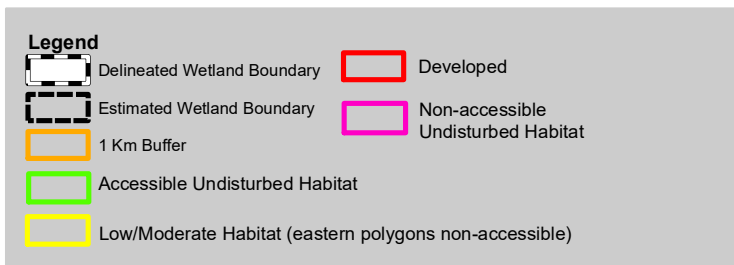 Legend
Delineated Wetland Boundary
Estimated Wetland Boundary
1 Km Buffer
Accessible Undisturbed Habitat
Low/Moderate Habitat (eastern polygons non-accessible)
Developed
Non-accessible
Undisturbed Habitat